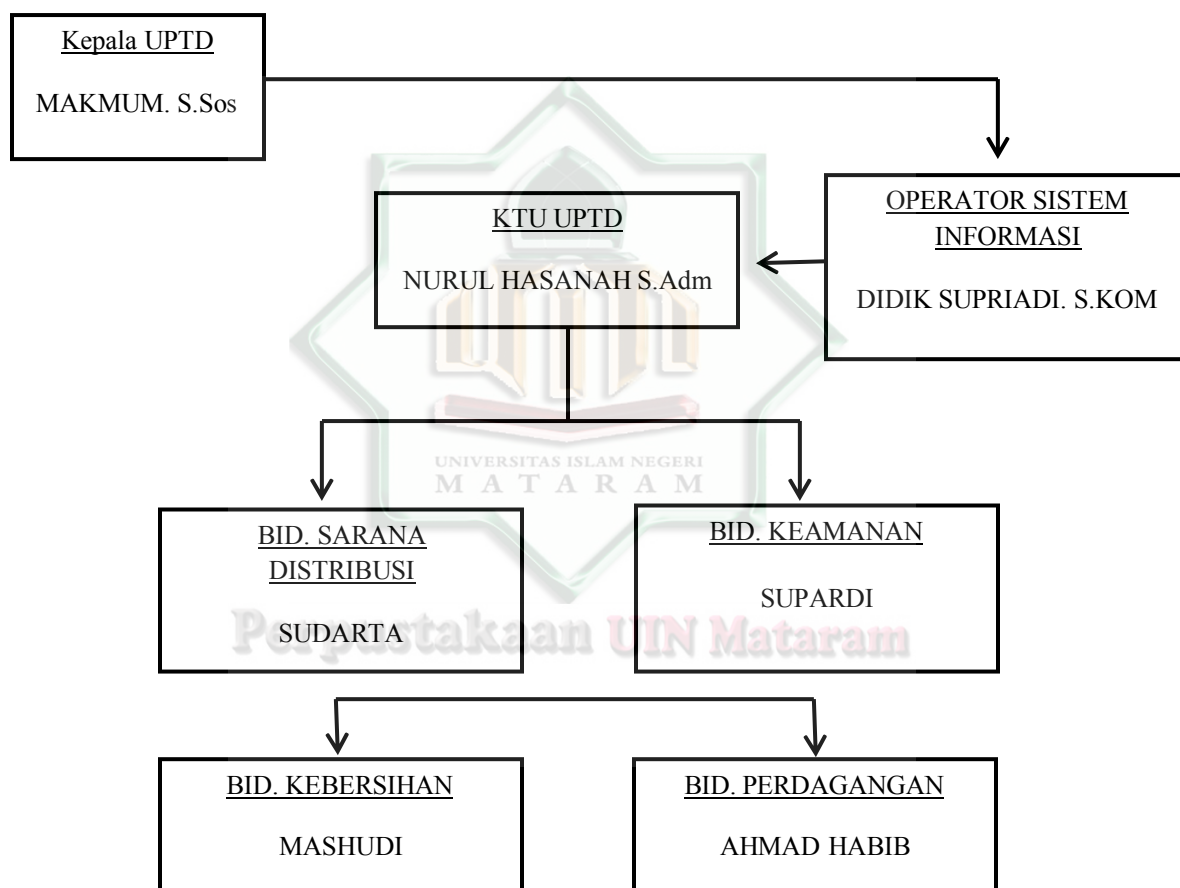 Kepala UPTD
MAKMUM. S.Sos
OPERATOR SISTEM
INFORMASI
DIDIK SUPRIADI. S.KOM
KTU UPTD
NURUL HASANAH S.Adm
UNIVERSITAS ISLAM NEGERI
MATARAM
BID. SARANA
DISTRIBUSI
SUDARTA
BID. KEAMANAN
SUPARDI
Perpustakaan UIN Mataram
BID. KEBERSIHAN
MASHUDI
BID. PERDAGANGAN
AHMAD HABIB